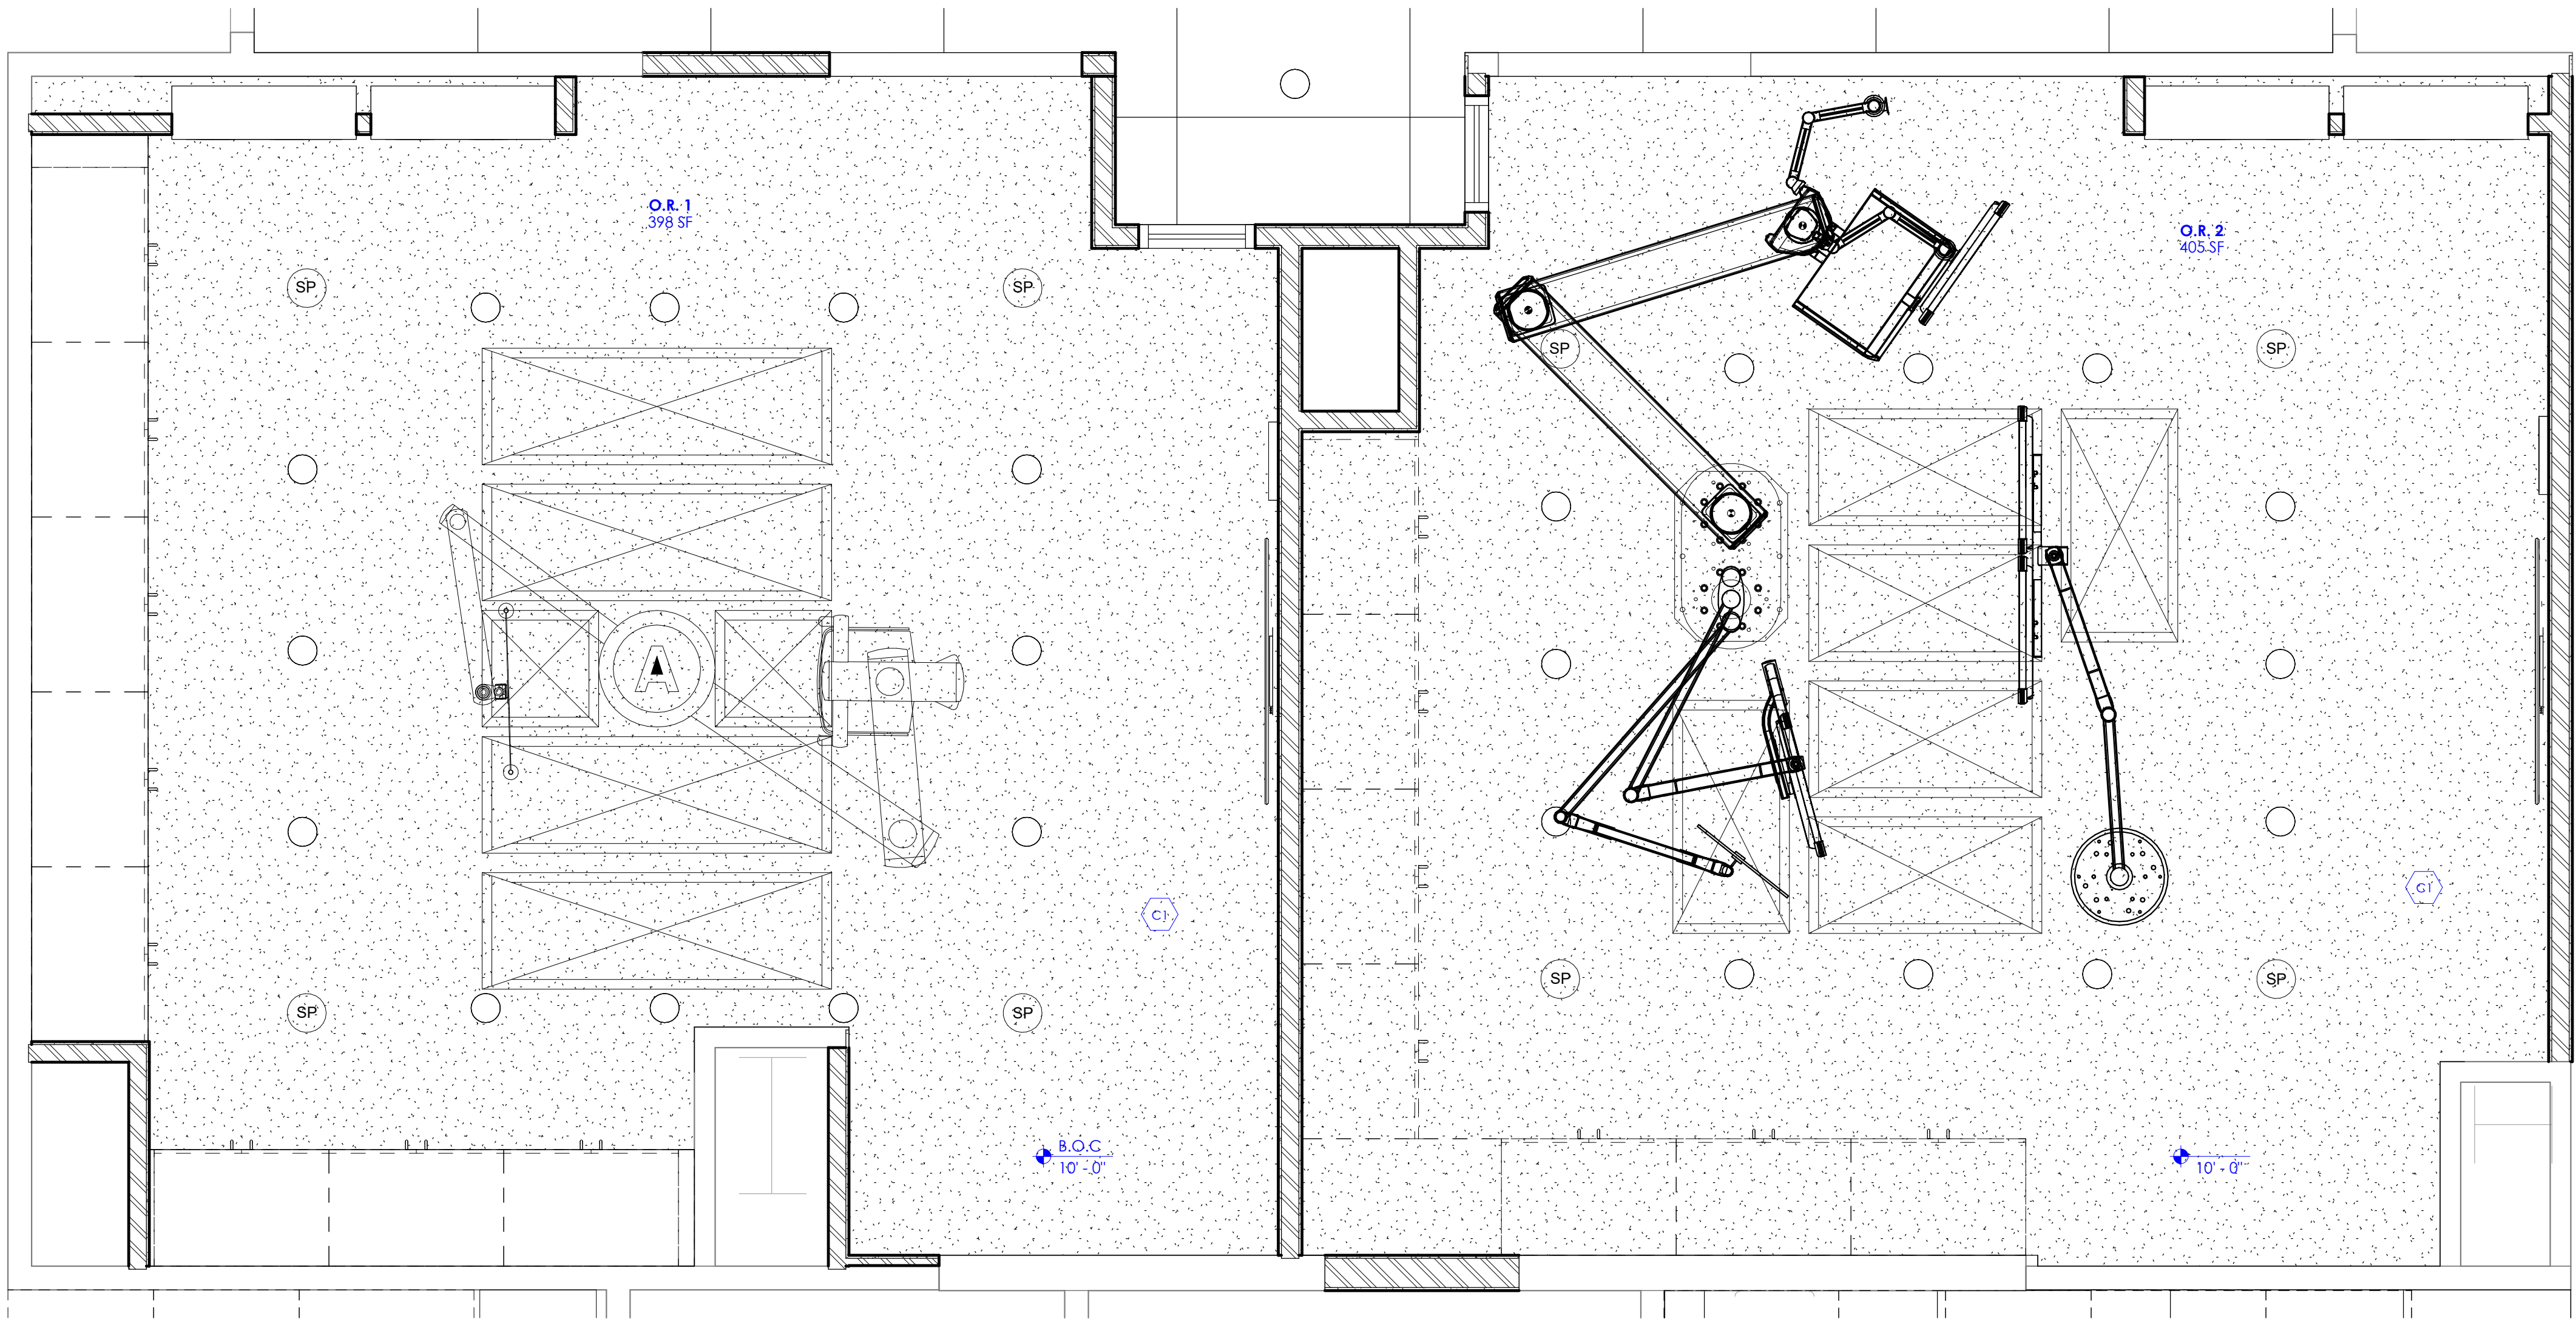 O.R. 1
398 SF
O.R. 2
405 SF
SP
SP
SP
SP
A
C1
C1
SP
SP
SP
SP
B.O.C
10' - 0"
10' - 0"